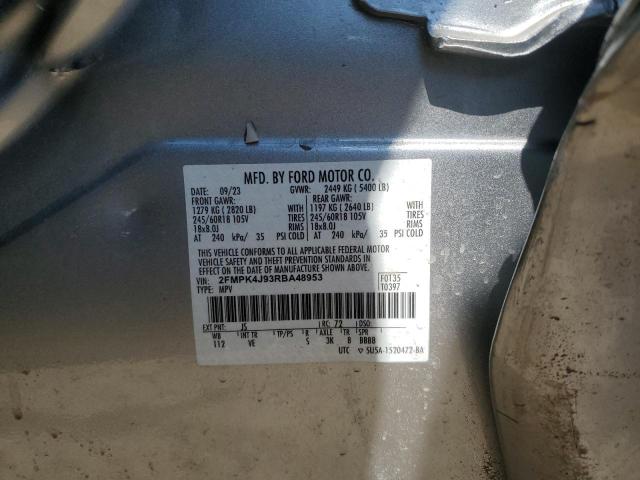 MFD. BY FORD MOTOR CO.
DATE: 09/23 GVWR: 2449 KG ( 5400 LB)
FRONT GAWR: REAR GAWR:
1279 KG ( 2820 LB) WITH 1197 KG ( 2640 LB) WITH
245/60R18 105V TIRES 245/60R18 105V TIRES
18x8.0J RIMS 18x8.0J RIMS
AT 240 kPa/ 35 PSI COLD AT 240 kPa/ 35 PSI COLD
THIS VEHICLE CONFORMS TO ALL APPLICABLE FEDERAL MOTOR
VEHICLE SAFETY AND THEFT PREVENTION STANDARDS IN EFFECT
ON THE DATE OF MANUFACTURE SHOWN ABOVE.
VIN: 2FMPK4J93RBA48953 F0T35
TYPE: MPV T0397
EXT PNT: JS RC: 72 DSO:
WB INT TR TP/PS R AXLE TR SPR
112 VE S 3K 8 BBBB
UTC 5U5A-1520472-BA